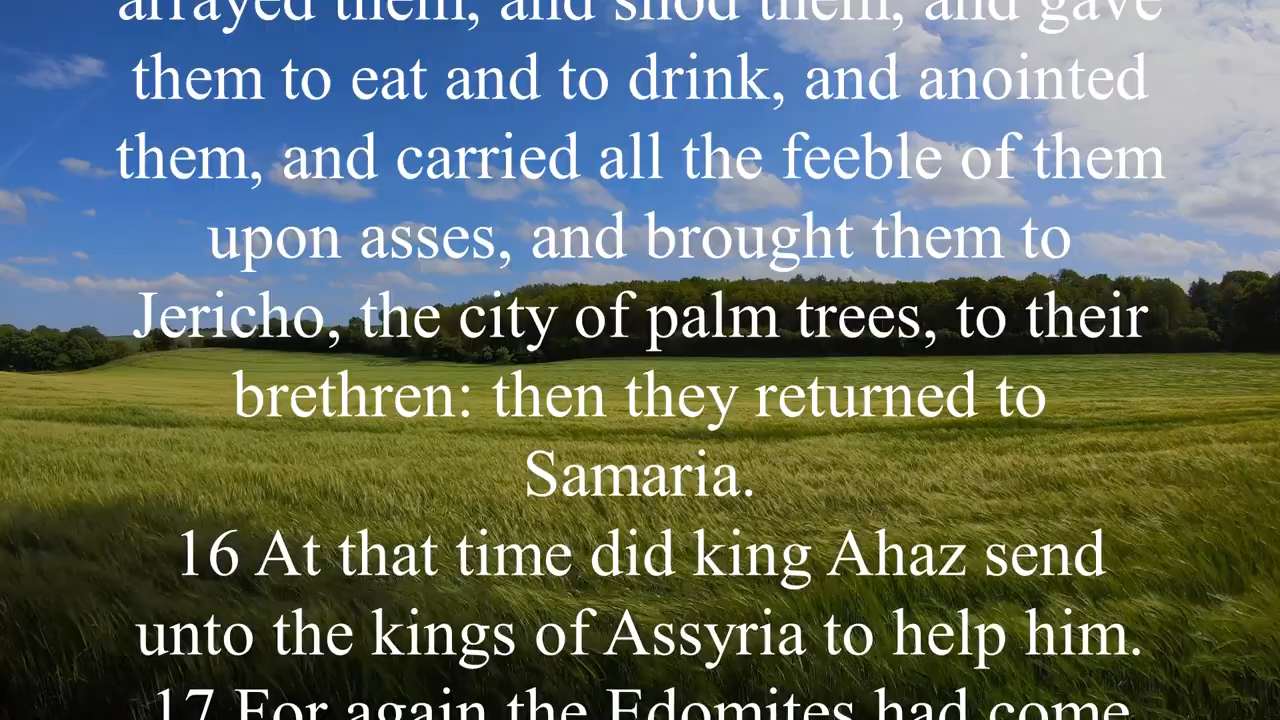 arrayed them, and shod them, and gave
them to eat and to drink, and anointed
them, and carried all the feeble of them
upon asses, and brought them to
Jericho, the city of palm trees, to their
brethren: then they returned to
Samaria.
16 At that time did king Ahaz send
unto the kings of Assyria to help him.
17 For again the Edomites had come